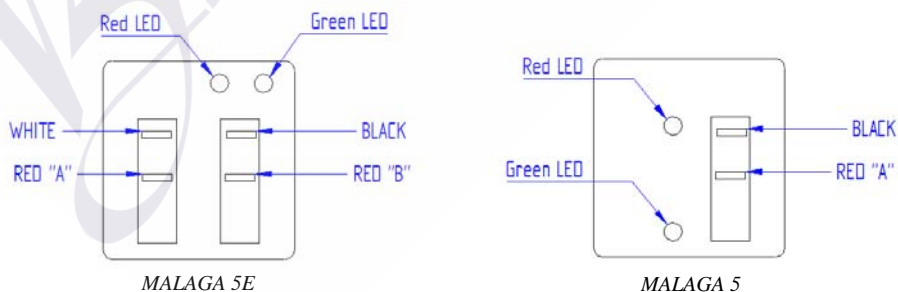 Red LED
Green LED
WHITE
BLACK
RED "A"
RED "B"
MALAGA 5E
Red LED
BLACK
Green LED
RED "A"
MALAGA 5